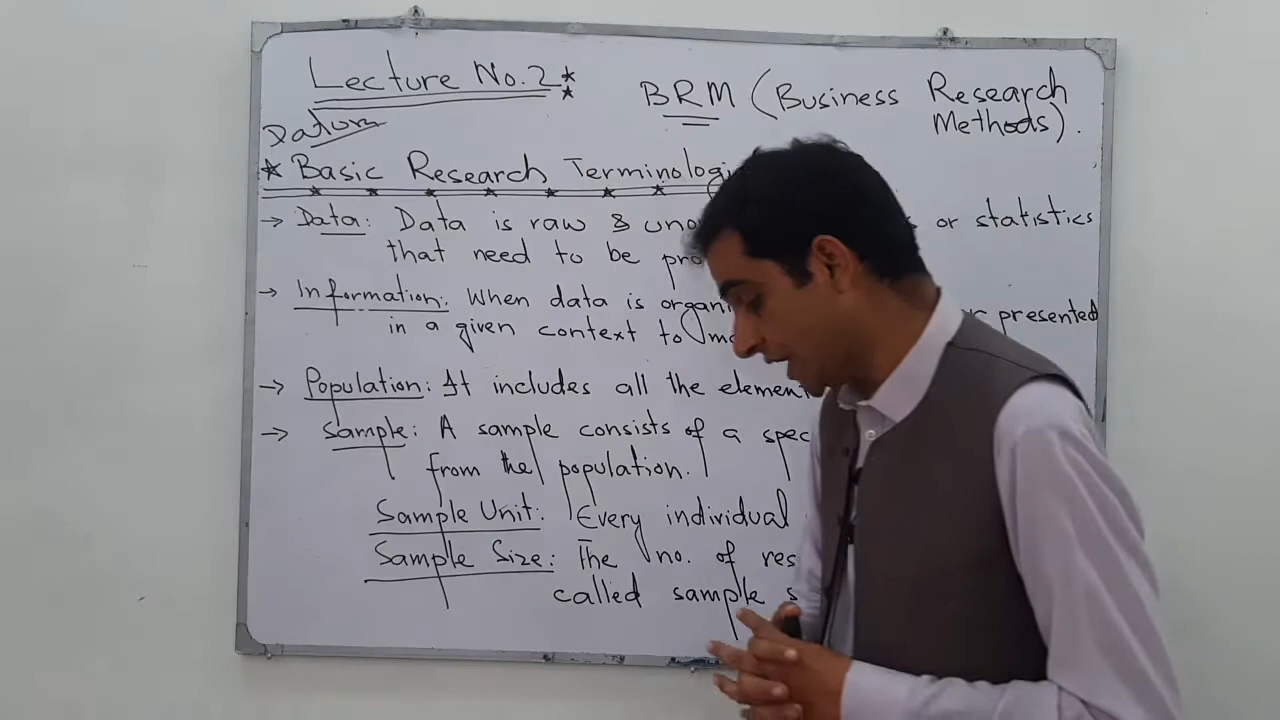 Lecture No.2
BRM (Business Research
Methods).
Datum
* Basic Research Terminologi
→ Data: Data is raw & uno or statistics
that need to be pro
→ Information: When data is organi presented
in a given context to
→ Population: It includes all the element
→ Sample: A sample consists of a spec
from the population.
Sample Unit: Every individual
Sample Size: The no. of res
called sample s